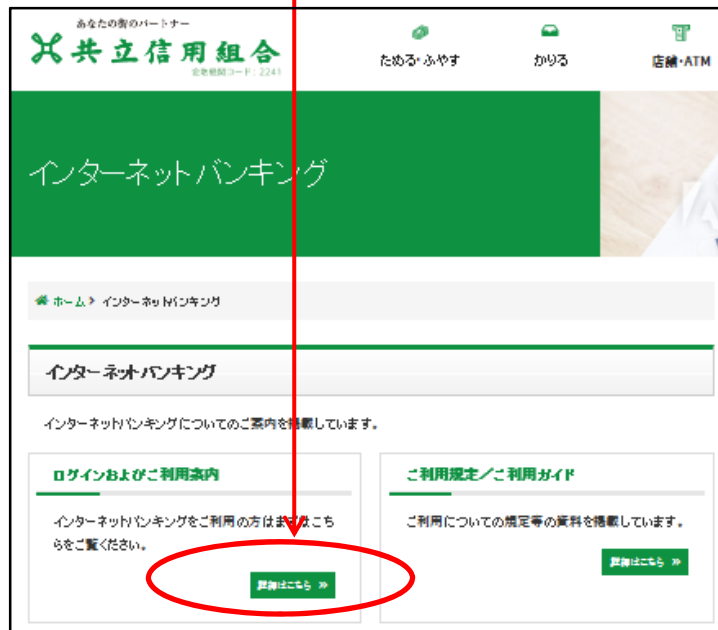 あなたの街のパートナー
共立信用組合
金融機関コード：2241
ためる・ふやす
かりる
店舗・ATM
インターネットバンキング
ホーム > インターネットバンキング
インターネットバンキング
インターネットバンキングについてのご案内を掲載しています。
ログインおよびご利用案内
インターネットバンキングをご利用の方はまずはこち
らをご覧ください。
詳細はこちら »
ご利用規定／ご利用ガイド
ご利用についての規定等の資料を掲載しています。
詳細はこちら »